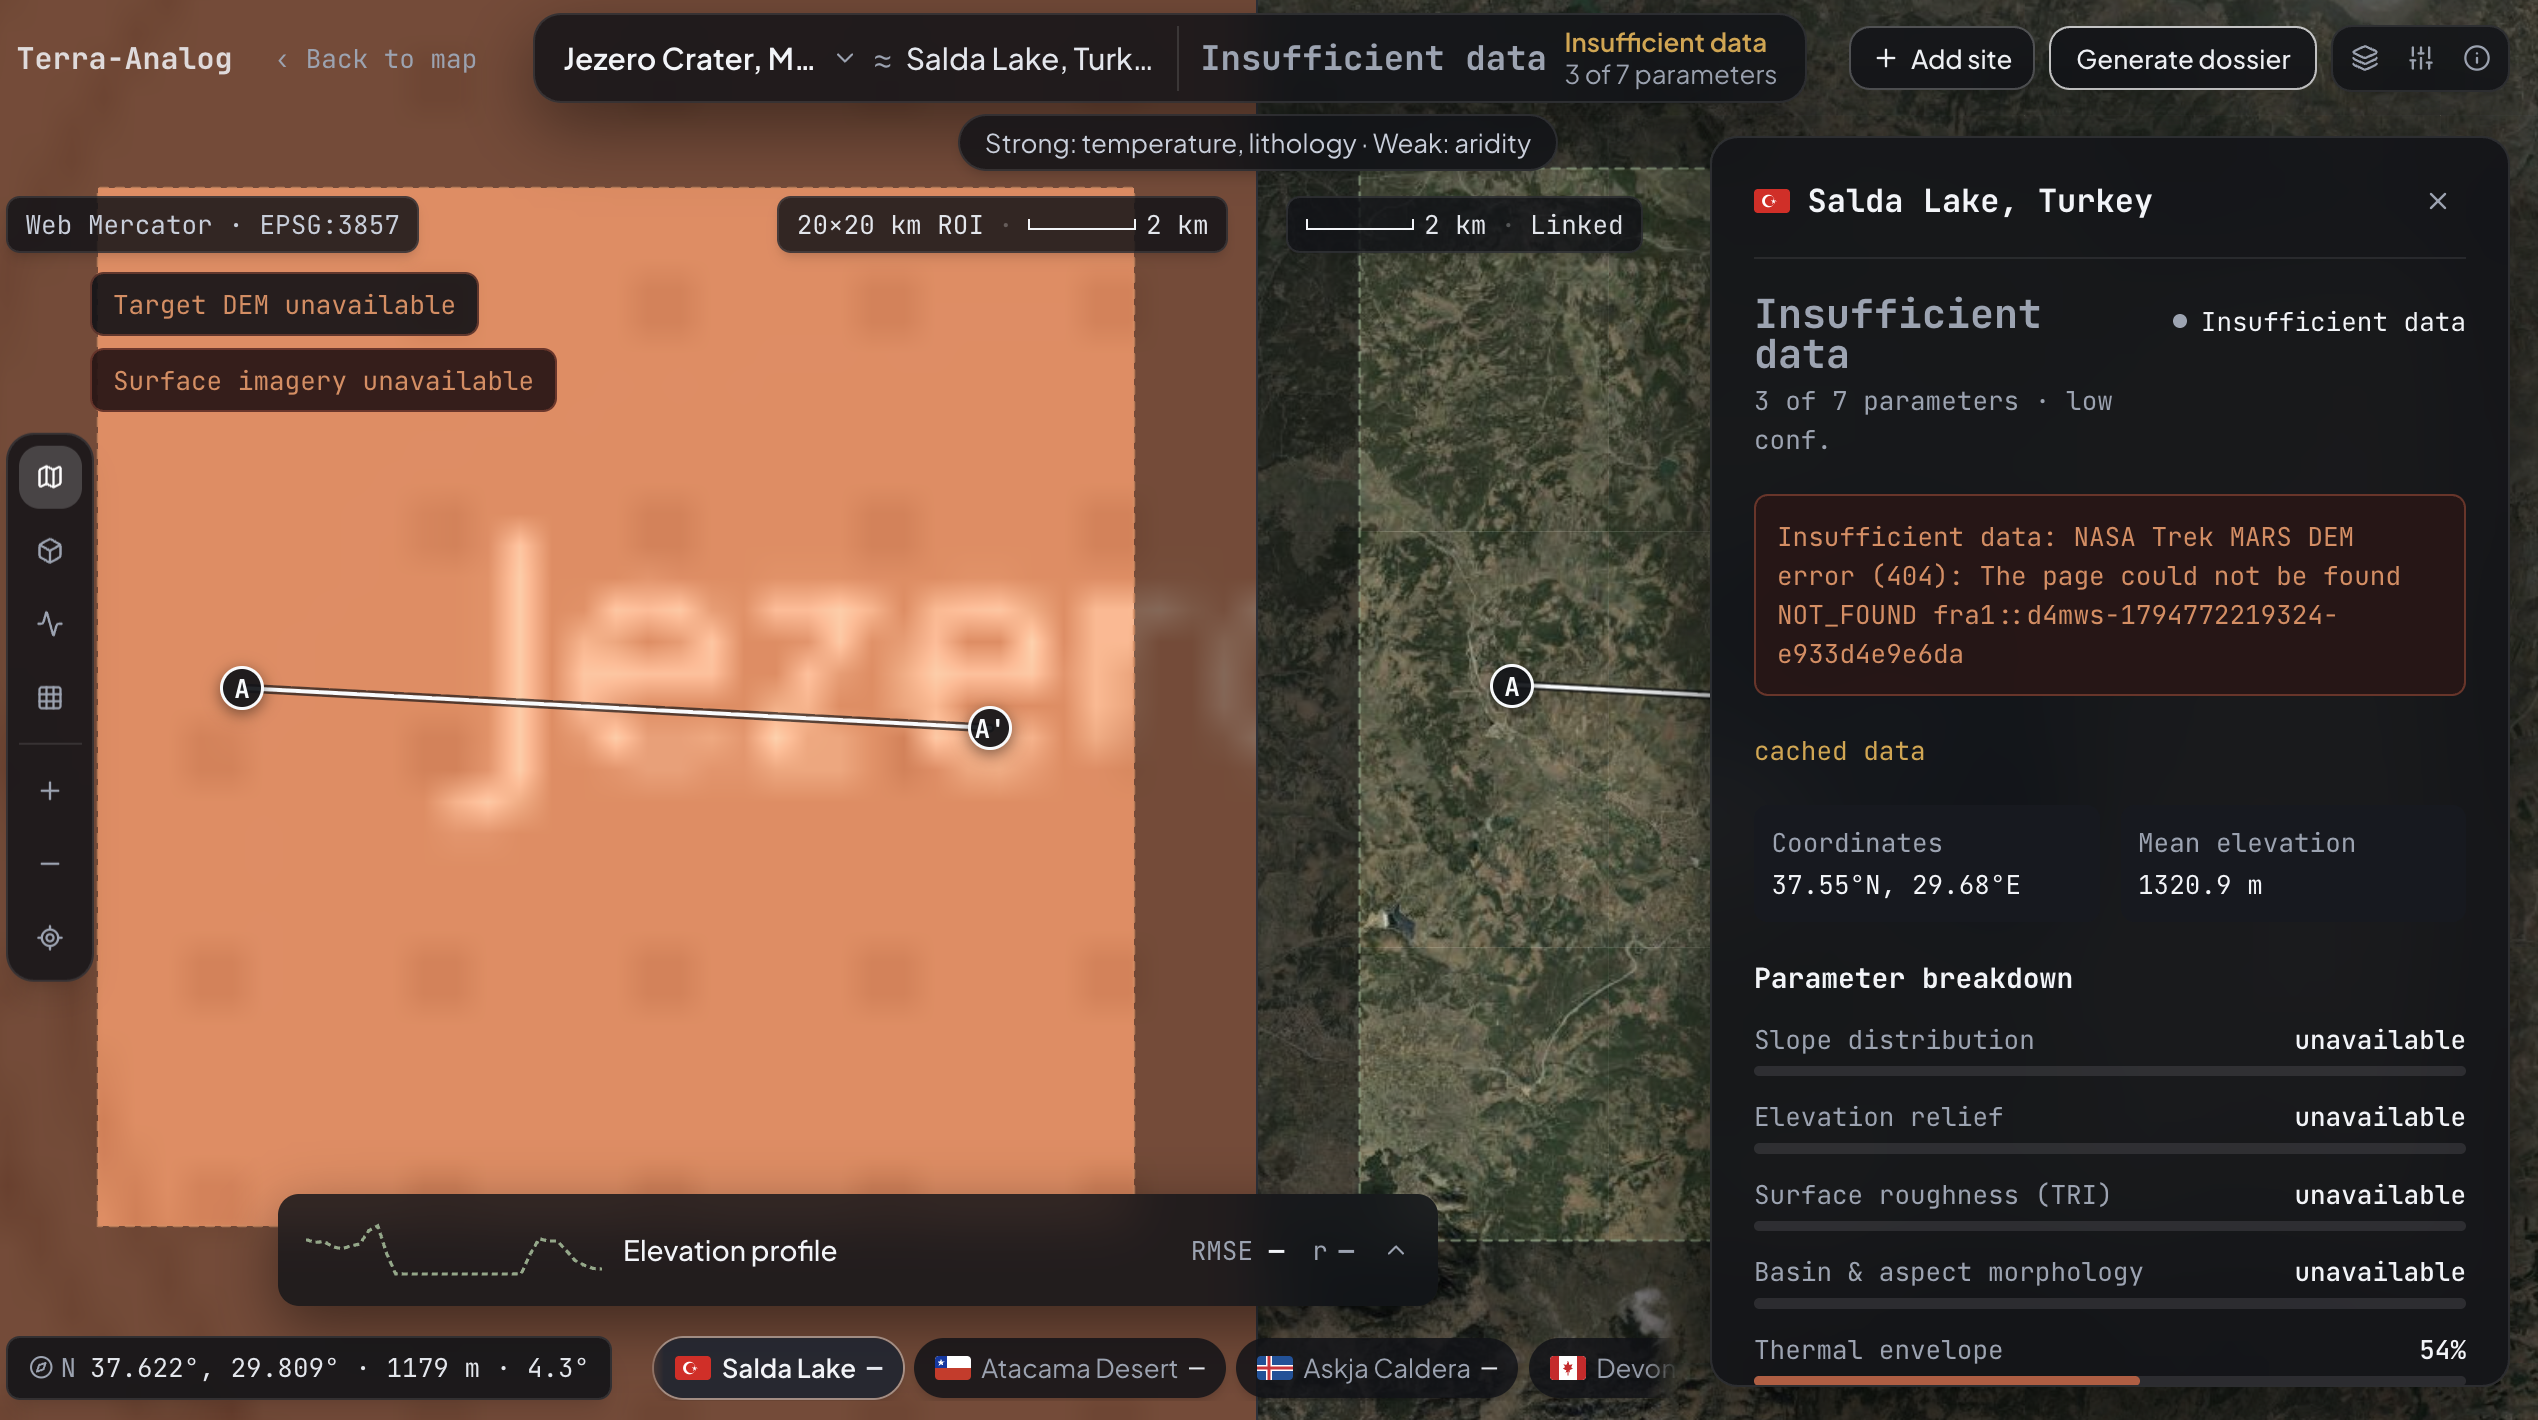 Terra-Analog
‹ Back to map
Jezero Crater, M...
≈
Salda Lake, Turk...
Insufficient data
Insufficient data
3 of 7 parameters
+ Add site
Generate dossier
Strong: temperature, lithology · Weak: aridity
Web Mercator · EPSG:3857
20×20 km ROI · 2 km
2 km · Linked
Target DEM unavailable
Surface imagery unavailable
Jezero
A
A'
A
Salda Lake, Turkey
Insufficient
data
Insufficient data
3 of 7 parameters · low
conf.
Insufficient data: NASA Trek MARS DEM
error (404): The page could not be found
NOT_FOUND fra1::d4mws-1794772219324-
e933d4e9e6da
cached data
Coordinates
37.55°N, 29.68°E
Mean elevation
1320.9 m
Parameter breakdown
Slope distribution unavailable
Elevation relief unavailable
Surface roughness (TRI) unavailable
Basin & aspect morphology unavailable
Thermal envelope 54%
Elevation profile
RMSE — r —
N 37.622°, 29.809° · 1179 m · 4.3°
Salda Lake —
Atacama Desert —
Askja Caldera —
Devon